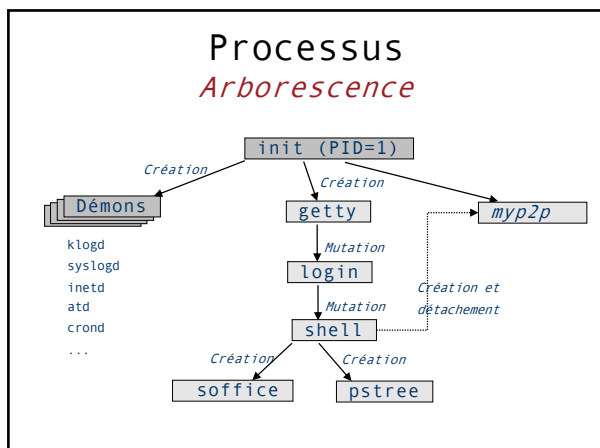 Processus
Arborescence
init (PID=1)
Création
Création
Démons
getty
myp2p
klogd
syslogd
inetd
atd
crond
...
Mutation
login
Mutation
Création et
détachement
shell
Création
Création
soffice
pstree